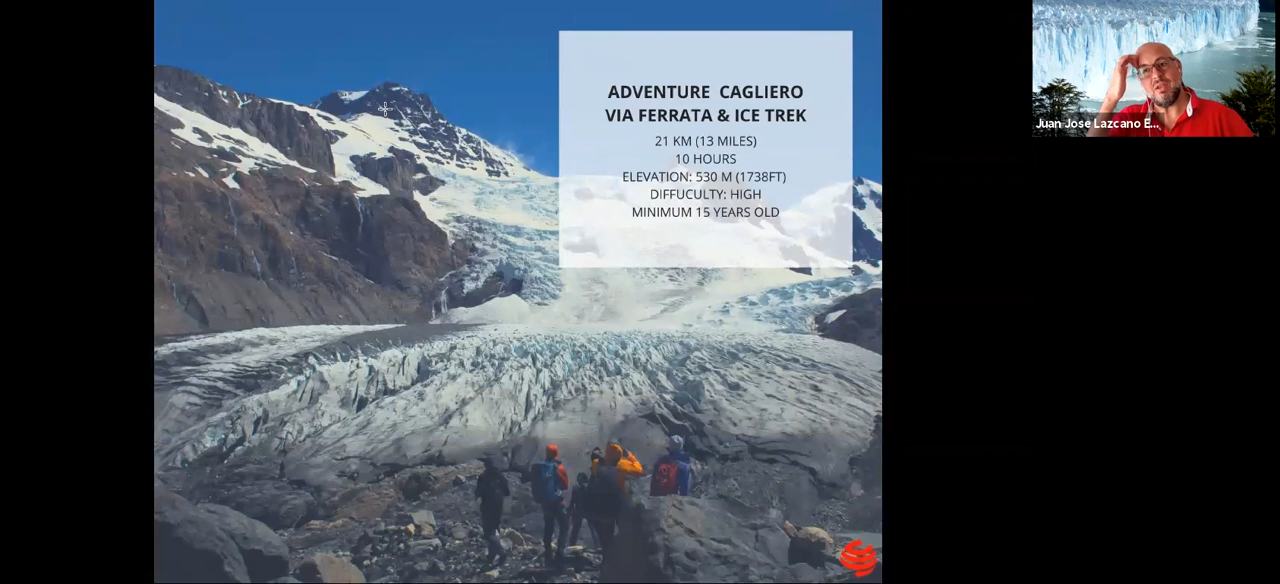 ADVENTURE CAGLIERO
VIA FERRATA & ICE TREK
21 KM (13 MILES)
10 HOURS
ELEVATION: 530 M (1738FT)
DIFFUCULTY: HIGH
MINIMUM 15 YEARS OLD
Juan Jose Lazcano E...